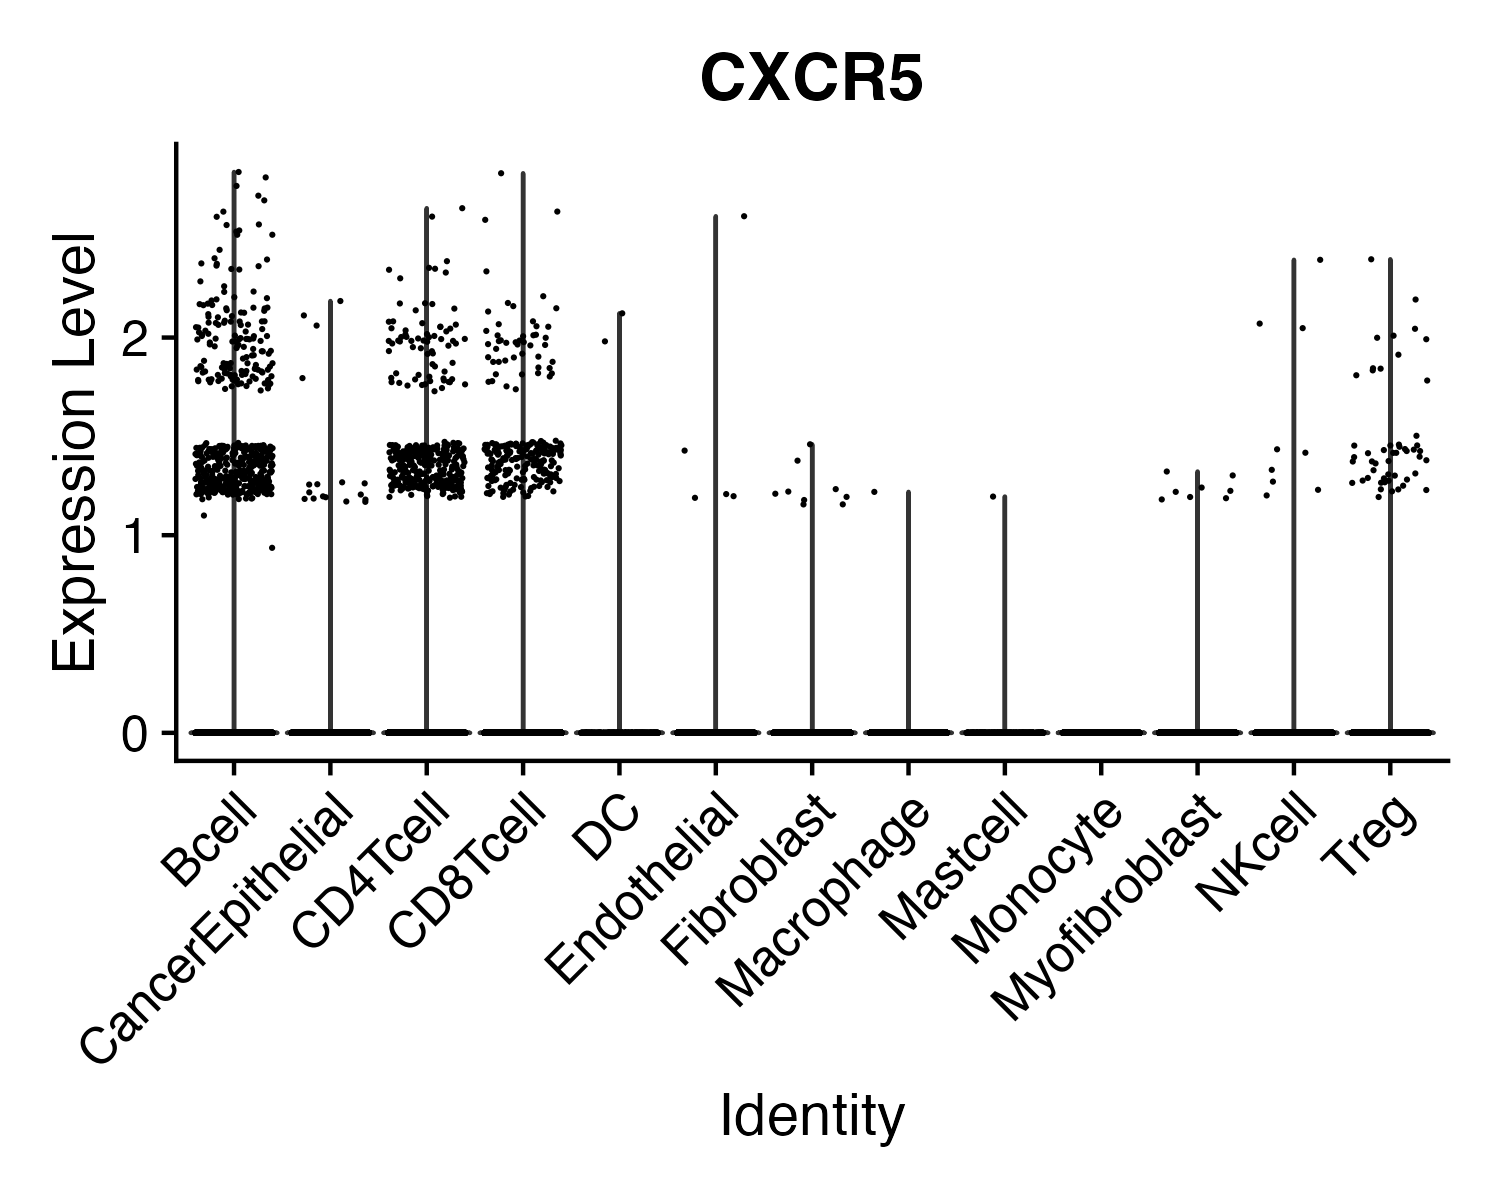 CXCR5
Expression Level
2
1
0
Bcell
CancerEpithelial
CD4Tcell
CD8Tcell
DC
Endothelial
Fibroblast
Macrophage
Mastcell
Monocyte
Myofibroblast
NKcell
Treg
Identity